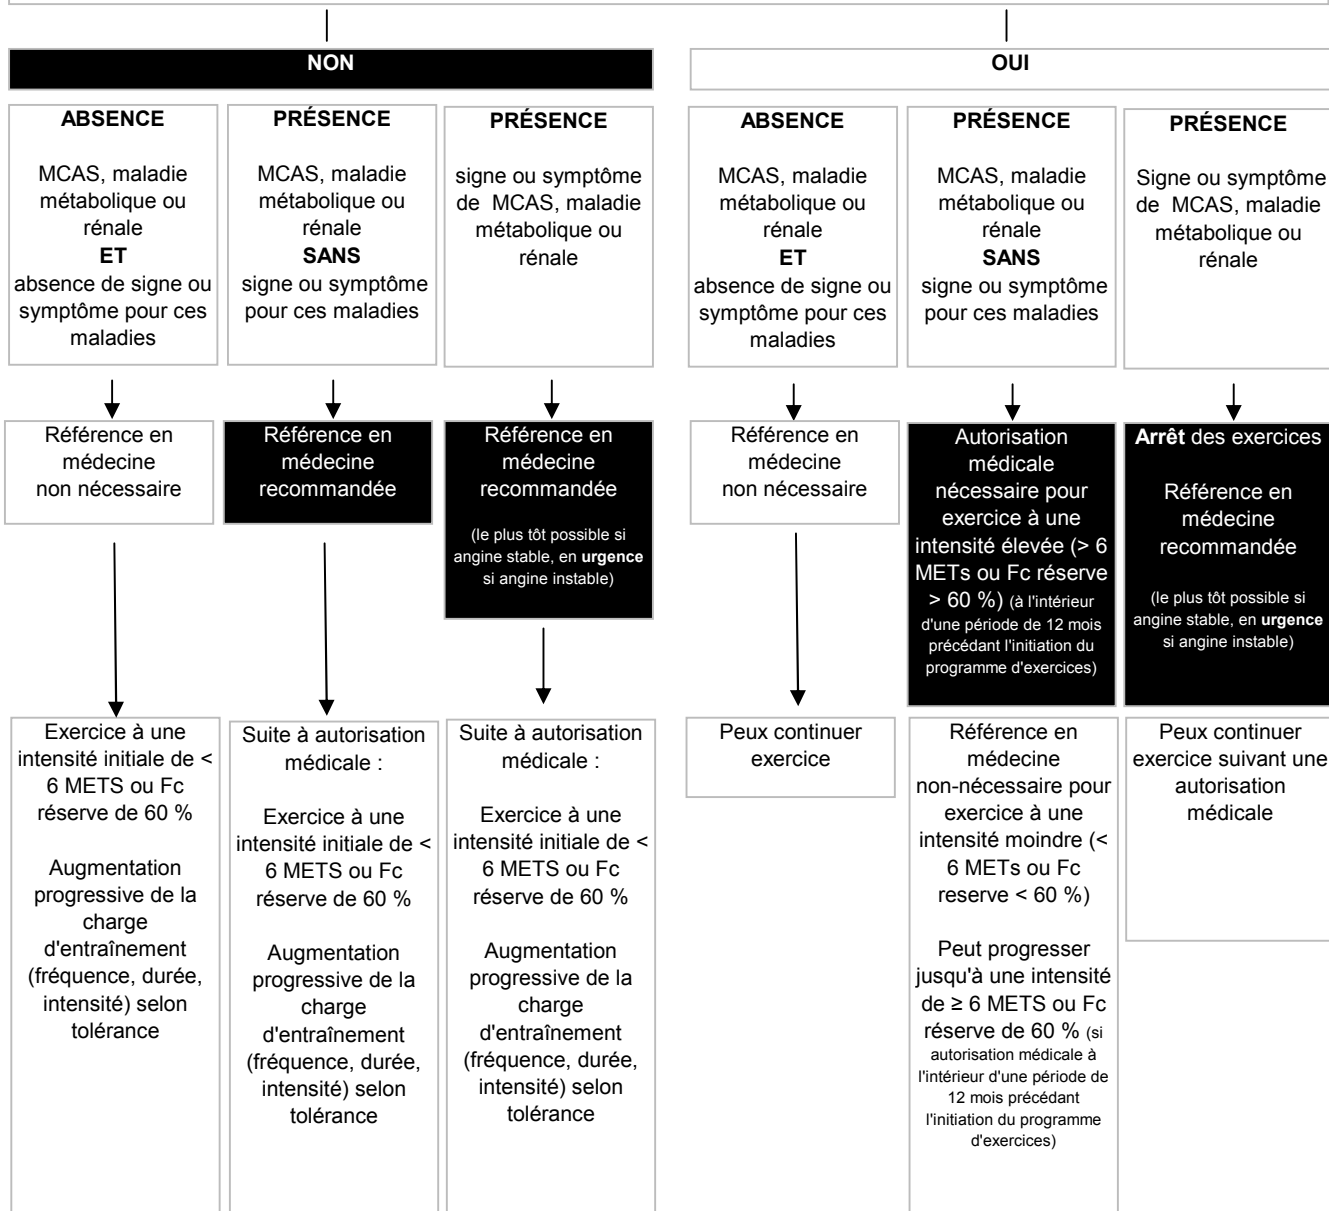 NON
OUI
ABSENCE
MCAS, maladie
métabolique ou
rénale
ET
absence de signe ou
symptôme pour ces
maladies
PRÉSENCE
MCAS, maladie
métabolique ou
rénale
SANS
signe ou symptôme
pour ces maladies
PRÉSENCE
signe ou symptôme
de MCAS, maladie
métabolique ou
rénale
ABSENCE
MCAS, maladie
métabolique ou
rénale
ET
absence de signe ou
symptôme pour ces
maladies
PRÉSENCE
MCAS, maladie
métabolique ou
rénale
SANS
signe ou symptôme
pour ces maladies
PRÉSENCE
Signe ou symptôme
de MCAS, maladie
métabolique ou
rénale
Référence en
médecine
non nécessaire
Référence en
médecine
recommandée
Référence en
médecine
recommandée
(le plus tôt possible si
angine stable, en urgence
si angine instable)
Référence en
médecine
non nécessaire
Autorisation
médicale
nécessaire pour
exercice à une
intensité élevée (> 6
METs ou Fc réserve
> 60 %) (à l'intérieur
d'une période de 12 mois
précédant l'initiation du
programme d'exercices)
Arrêt des exercices
Référence en
médecine
recommandée
(le plus tôt possible si
angine stable, en urgence
si angine instable)
Exercice à une
intensité initiale de <
6 METS ou Fc
réserve de 60 %
Augmentation
progressive de la
charge
d'entraînement
(fréquence, durée,
intensité) selon
tolérance
Suite à autorisation
médicale :
Exercice à une
intensité initiale de <
6 METS ou Fc
réserve de 60 %
Augmentation
progressive de la
charge
d'entraînement
(fréquence, durée,
intensité) selon
tolérance
Suite à autorisation
médicale :
Exercice à une
intensité initiale de <
6 METS ou Fc
réserve de 60 %
Augmentation
progressive de la
charge
d'entraînement
(fréquence, durée,
intensité) selon
tolérance
Peux continuer
exercice
Référence en
médecine
non-nécessaire pour
exercice à une
intensité moindre (<
6 METs ou Fc
reserve < 60 %)
Peut progresser
jusqu'à une intensité
de ≥ 6 METS ou Fc
réserve de 60 % (si
autorisation médicale à
l'intérieur d'une période de
12 mois précédant
l'initiation du programme
d'exercices)
Peux continuer
exercice suivant une
autorisation
médicale